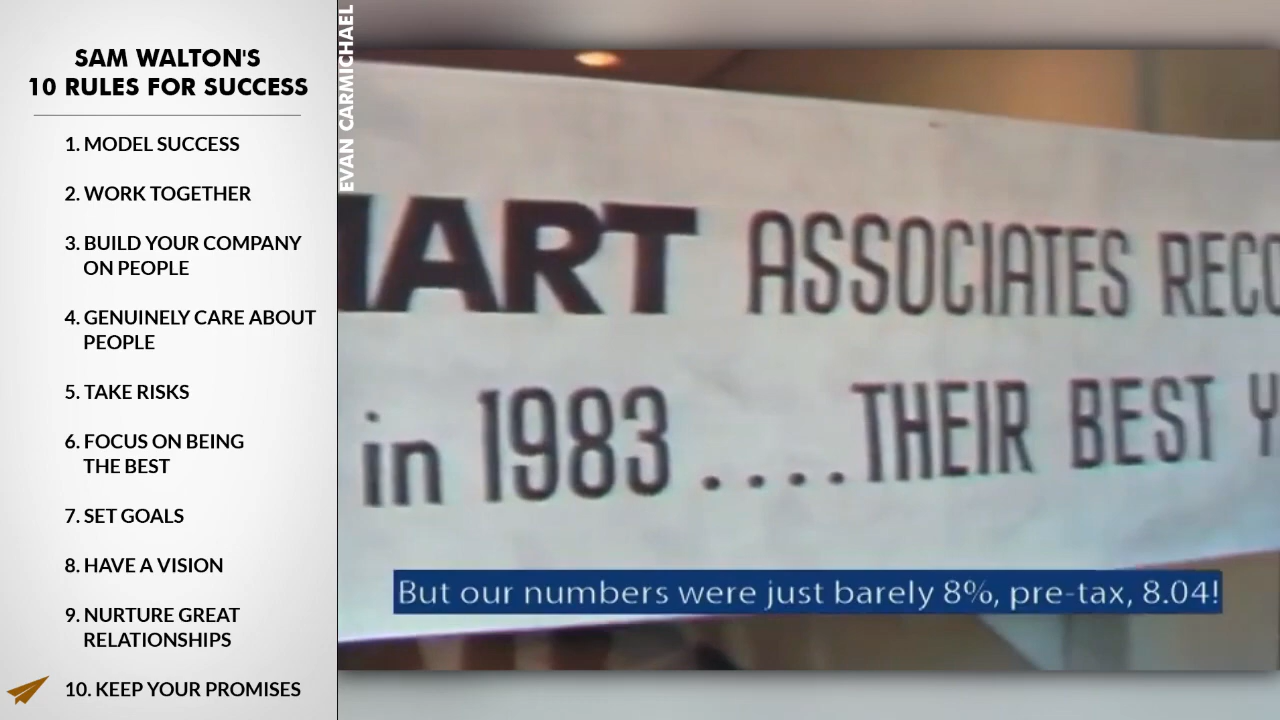 SAM WALTON'S
10 RULES FOR SUCCESS
1. MODEL SUCCESS
2. WORK TOGETHER
3. BUILD YOUR COMPANY
ON PEOPLE
4. GENUINELY CARE ABOUT
PEOPLE
5. TAKE RISKS
6. FOCUS ON BEING
THE BEST
7. SET GOALS
8. HAVE A VISION
9. NURTURE GREAT
RELATIONSHIPS
10. KEEP YOUR PROMISES
EVAN CARMICHAEL
ART ASSOCIATES
in 1983 ....THEIR BEST
But our numbers were just barely 8%, pre-tax, 8.04!